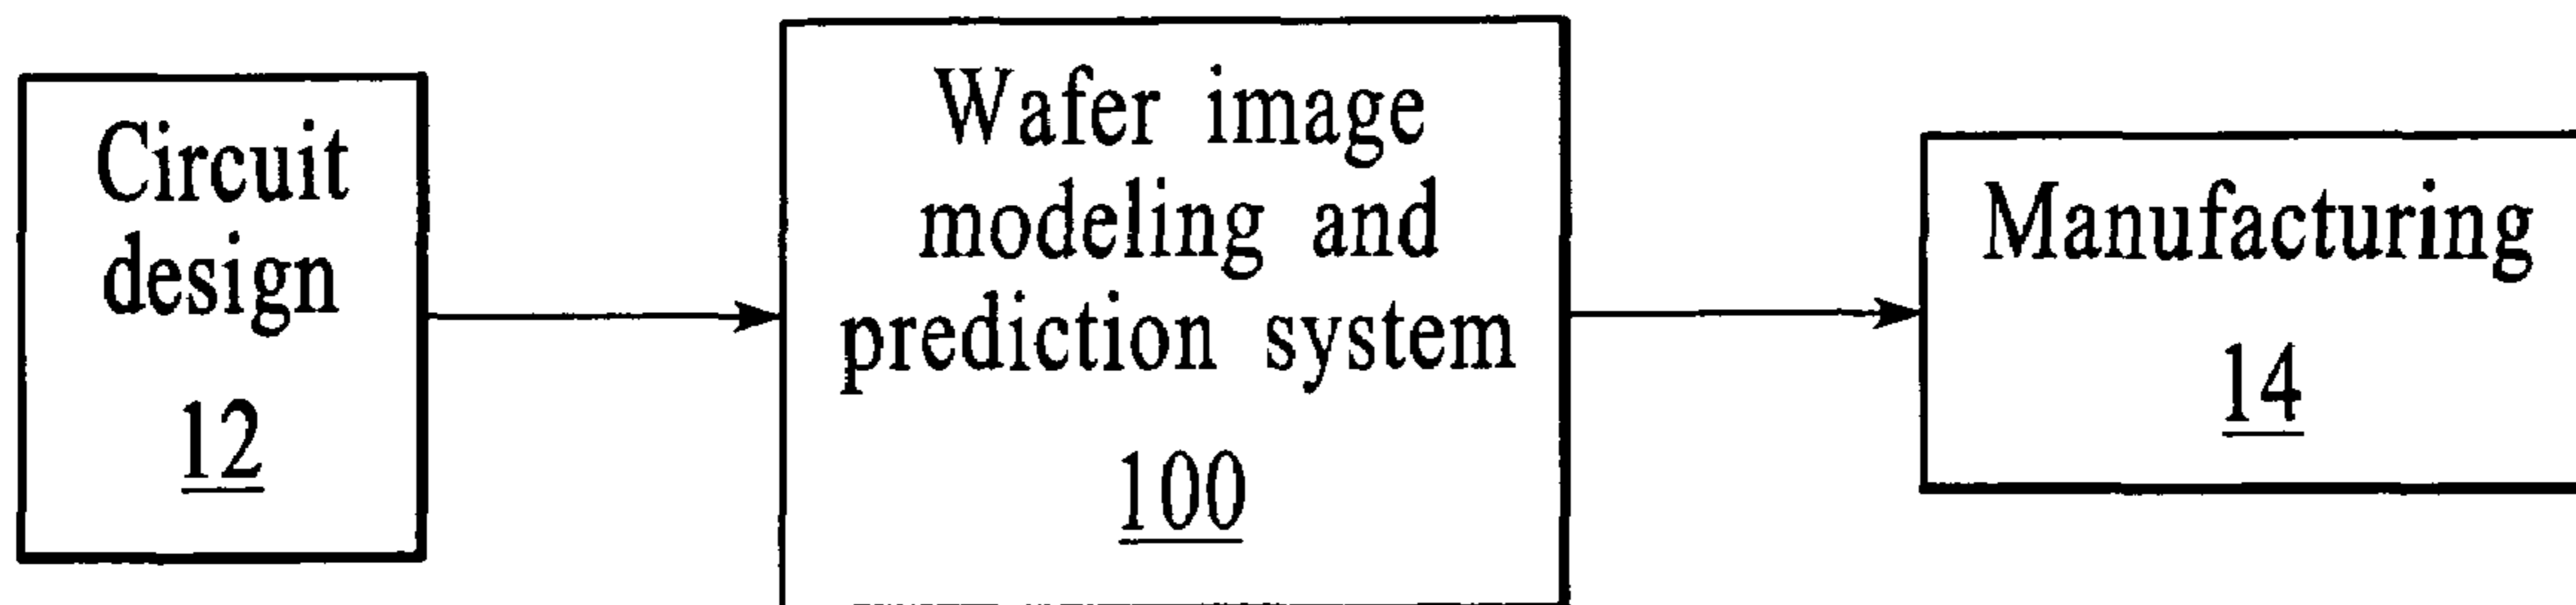 Circuit
design
12
Wafer image
modeling and
prediction system
100
Manufacturing
14